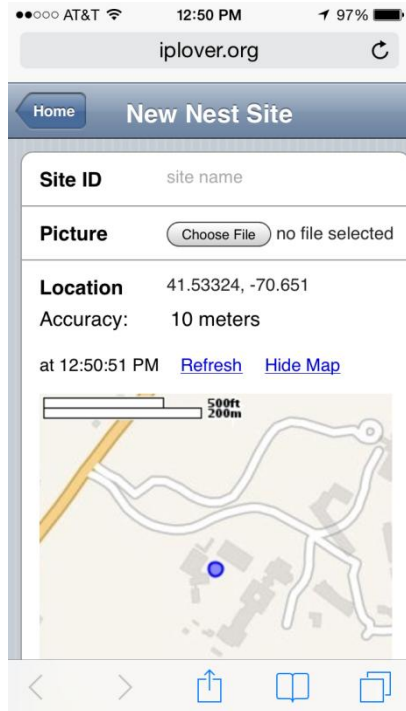 AT&T 12:50 PM 97%
iplover.org
Home New Nest Site
Site ID site name
Picture Choose File no file selected
Location 41.53324, -70.651
Accuracy: 10 meters
at 12:50:51 PM Refresh Hide Map
500ft
200m